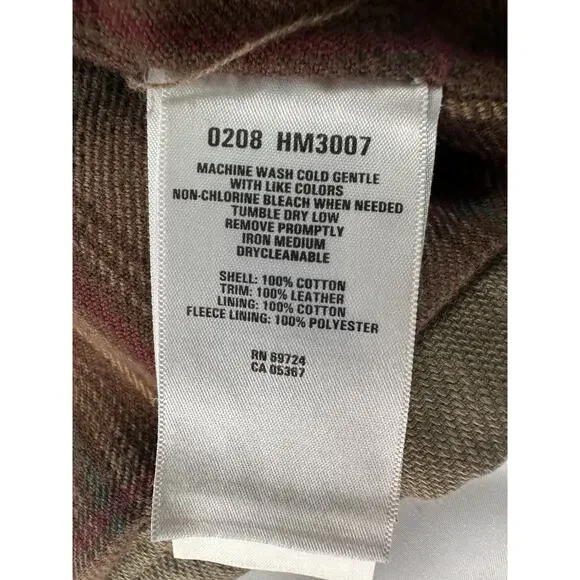 0208 HM3007
MACHINE WASH COLD GENTLE
WITH LIKE COLORS
NON-CHLORINE BLEACH WHEN NEEDED
TUMBLE DRY LOW
REMOVE PROMPTLY
IRON MEDIUM
DRYCLEANABLE
SHELL: 100% COTTON
TRIM: 100% LEATHER
LINING: 100% COTTON
FLEECE LINING: 100% POLYESTER
RN 69724
CA 05367